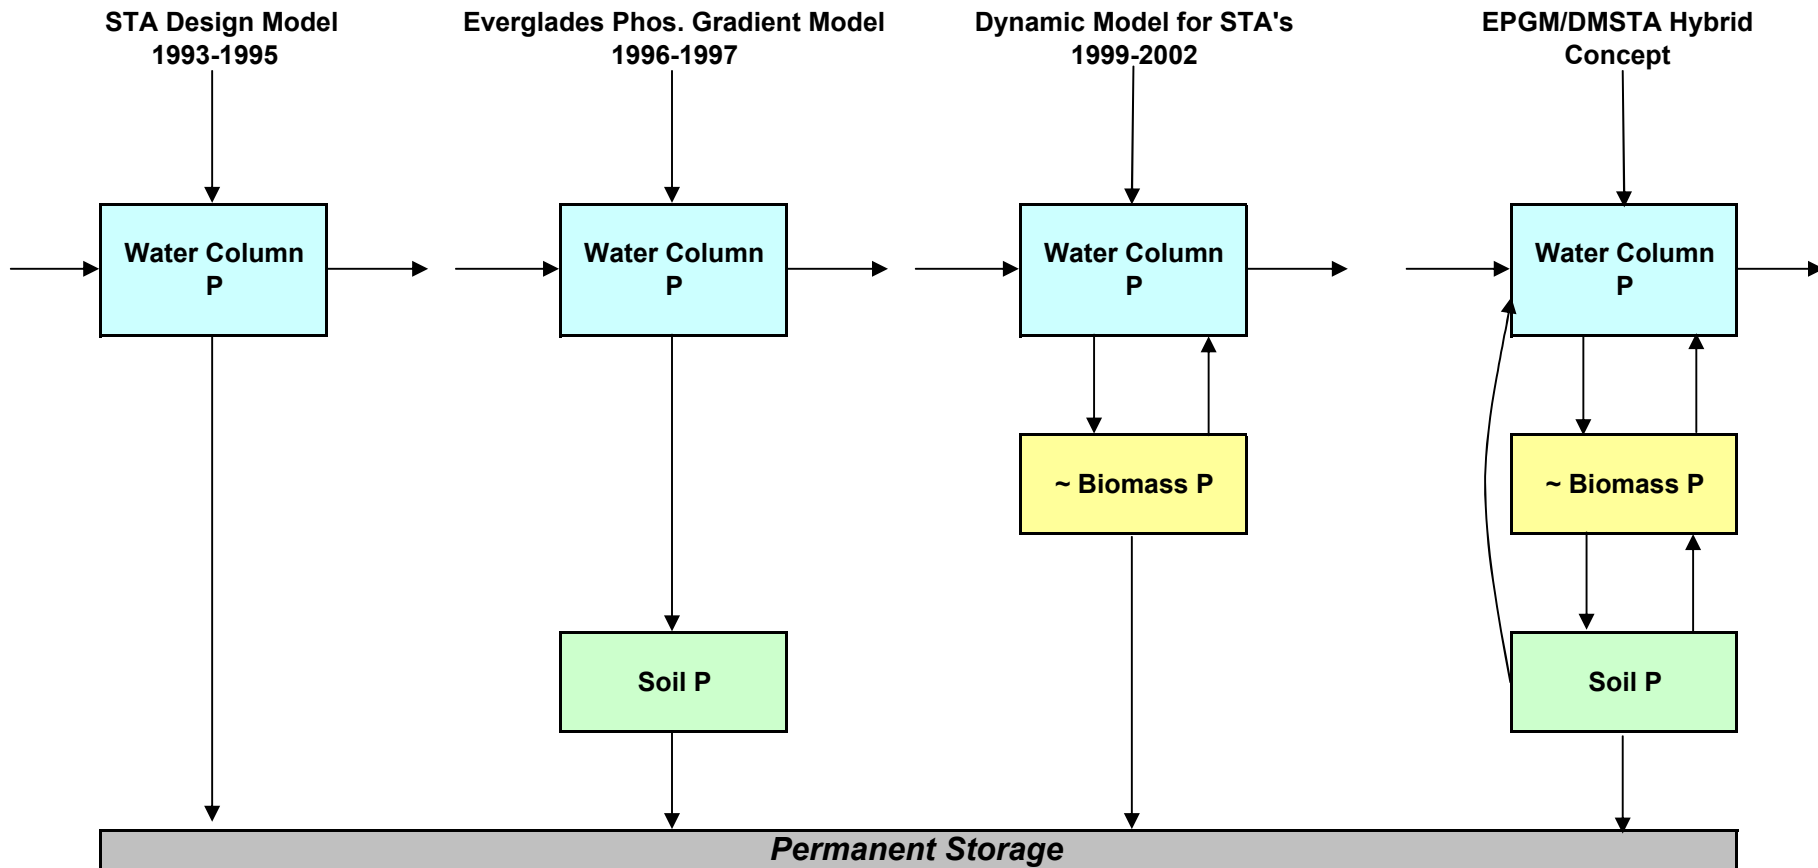 STA Design Model
1993-1995
Everglades Phos. Gradient Model
1996-1997
Dynamic Model for STA's
1999-2002
EPGM/DMSTA Hybrid
Concept
Water Column
P
Water Column
P
Water Column
P
Water Column
P
~ Biomass P
~ Biomass P
Soil P
Soil P
Permanent Storage